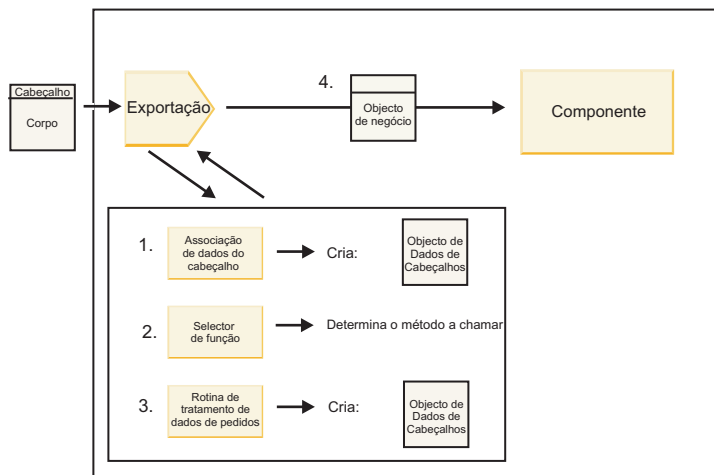 Cabeçalho
Corpo
Exportação
4.
Objecto
de negócio
Componente
1.
Associação
de dados do
cabeçalho
Cria:
Objecto de
Dados de
Cabeçalhos
2.
Selector
de função
Determina o método a chamar
3.
Rotina de
tratamento de
dados de pedidos
Cria:
Objecto de
Dados de
Cabeçalhos